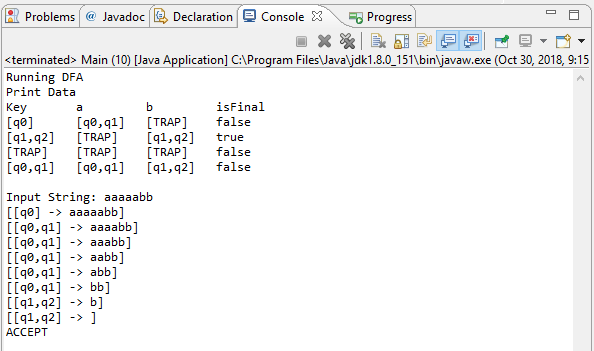 Problems @ Javadoc Declaration Console Progress
<terminated> Main (10) [Java Application] C:\Program Files\Java\jdk1.8.0_151\bin\javaw.exe (Oct 30, 2018, 9:15
Running DFA
Print Data
Key a b isFinal
[q0] [q0,q1] [TRAP] false
[q1,q2] [TRAP] [q1,q2] true
[TRAP] [TRAP] [TRAP] false
[q0,q1] [q0,q1] [q1,q2] false
Input String: aaaaabb
[[q0] -> aaaaabb]
[[q0,q1] -> aaaabb]
[[q0,q1] -> aaabb]
[[q0,q1] -> aabb]
[[q0,q1] -> abb]
[[q0,q1] -> bb]
[[q1,q2] -> b]
[[q1,q2] -> ]
ACCEPT